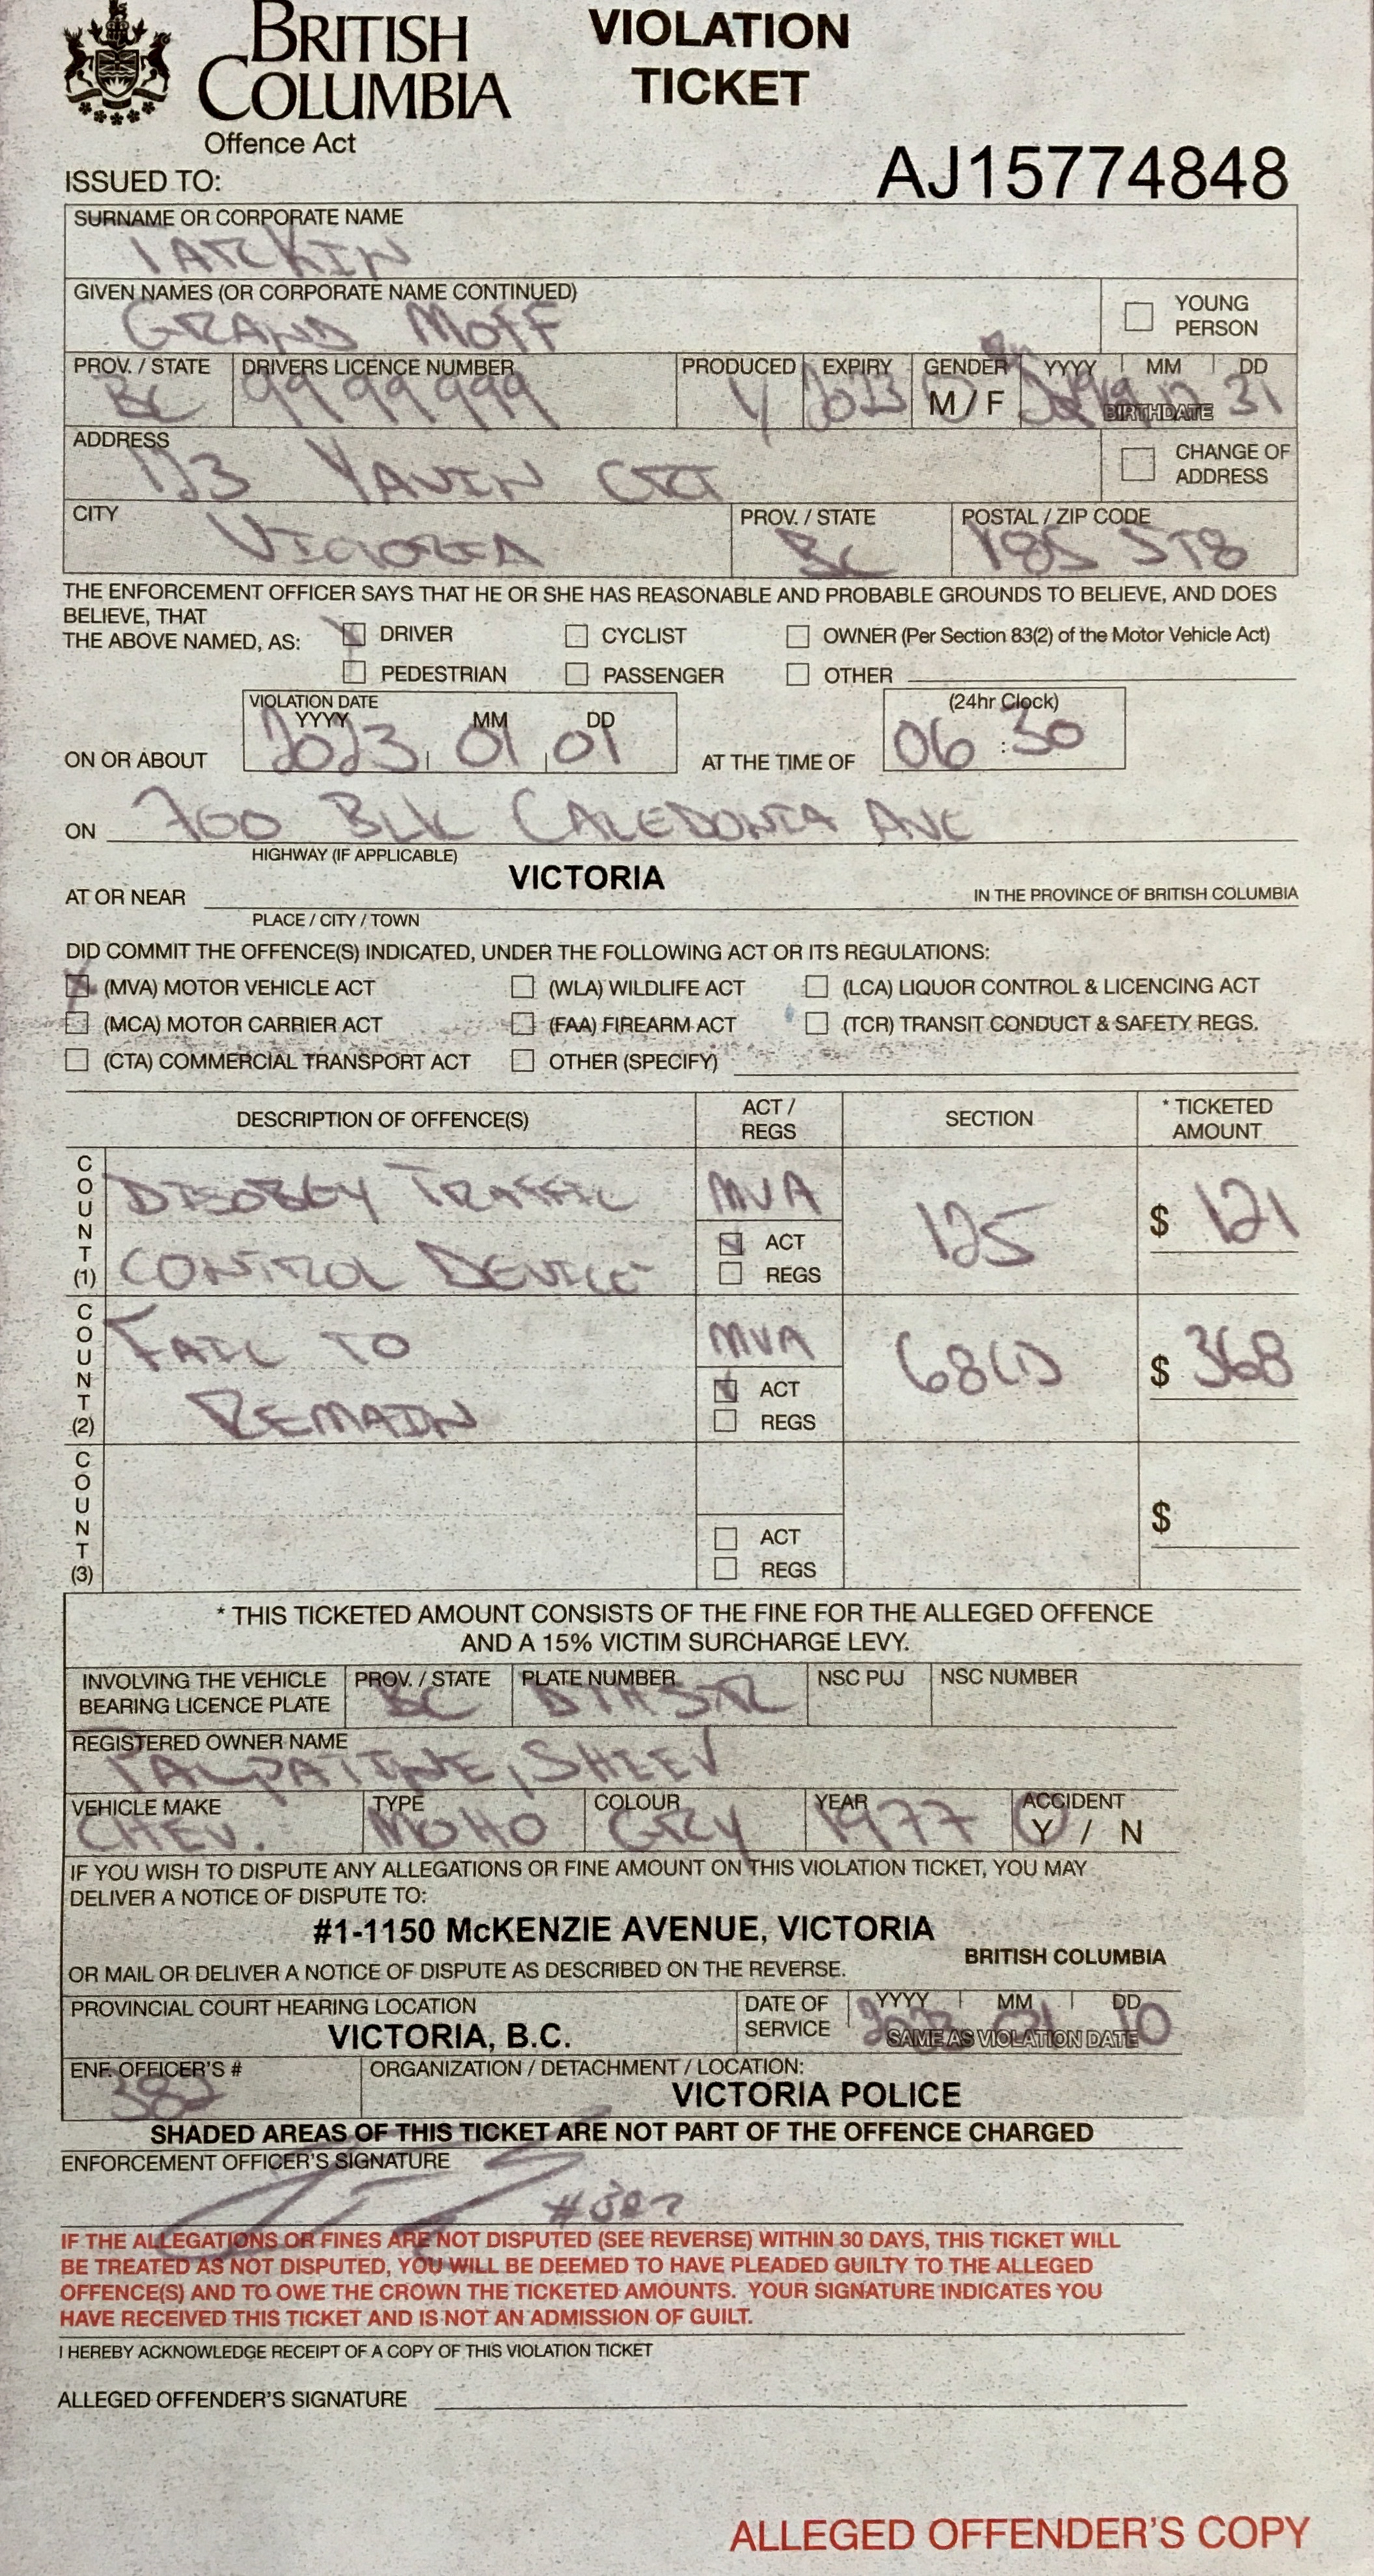 BRITISH COLUMBIA
Offence Act
VIOLATION TICKET
AJ15774848
ISSUED TO:
SURNAME OR CORPORATE NAME
TARKIN
GIVEN NAMES (OR CORPORATE NAME CONTINUED)
GRAND MOFF
YOUNG PERSON
PROV. / STATE DRIVERS LICENCE NUMBER PRODUCED EXPIRY GENDER YYYY MM DD
BC 99 99 999 Y 2023 M / F BIRTHDATE 31
ADDRESS
123 YAVIN CRT
CHANGE OF ADDRESS
CITY PROV. / STATE POSTAL / ZIP CODE
VICTORIA BC 5T8
THE ENFORCEMENT OFFICER SAYS THAT HE OR SHE HAS REASONABLE AND PROBABLE GROUNDS TO BELIEVE, AND DOES
BELIEVE, THAT
THE ABOVE NAMED, AS: DRIVER CYCLIST OWNER (Per Section 83(2) of the Motor Vehicle Act)
PEDESTRIAN PASSENGER OTHER
VIOLATION DATE (24hr Clock)
YYYY MM DD
ON OR ABOUT 2023 01 01 AT THE TIME OF 06:30
ON 700 BLK CALEDONIA AVE
HIGHWAY (IF APPLICABLE)
AT OR NEAR VICTORIA IN THE PROVINCE OF BRITISH COLUMBIA
PLACE / CITY / TOWN
DID COMMIT THE OFFENCE(S) INDICATED, UNDER THE FOLLOWING ACT OR ITS REGULATIONS:
(MVA) MOTOR VEHICLE ACT (WLA) WILDLIFE ACT (LCA) LIQUOR CONTROL & LICENCING ACT
(MCA) MOTOR CARRIER ACT (FAA) FIREARM ACT (TCR) TRANSIT CONDUCT & SAFETY REGS.
(CTA) COMMERCIAL TRANSPORT ACT OTHER (SPECIFY)
DESCRIPTION OF OFFENCE(S) ACT / REGS SECTION * TICKETED AMOUNT
COUNT (1)
DISOBEY TRAFFIC MVA
CONTROL DEVICE ACT REGS 125 $ 121
COUNT (2)
FAIL TO MVA
REMAIN ACT REGS 68(1) $ 368
COUNT (3)
ACT REGS $
* THIS TICKETED AMOUNT CONSISTS OF THE FINE FOR THE ALLEGED OFFENCE
AND A 15% VICTIM SURCHARGE LEVY.
INVOLVING THE VEHICLE BEARING LICENCE PLATE PROV. / STATE PLATE NUMBER NSC PUJ NSC NUMBER
BC DTHSTR
REGISTERED OWNER NAME
PALPATINE, SHEEV
VEHICLE MAKE TYPE COLOUR YEAR ACCIDENT
CHEV. MOHO GRY 1977 Y / N
IF YOU WISH TO DISPUTE ANY ALLEGATIONS OR FINE AMOUNT ON THIS VIOLATION TICKET, YOU MAY
DELIVER A NOTICE OF DISPUTE TO:
#1-1150 McKENZIE AVENUE, VICTORIA
BRITISH COLUMBIA
OR MAIL OR DELIVER A NOTICE OF DISPUTE AS DESCRIBED ON THE REVERSE.
PROVINCIAL COURT HEARING LOCATION DATE OF SERVICE YYYY MM DD
VICTORIA, B.C. 2023 01 10 SAME AS VIOLATION DATE
ENF. OFFICER'S # ORGANIZATION / DETACHMENT / LOCATION:
382 VICTORIA POLICE
SHADED AREAS OF THIS TICKET ARE NOT PART OF THE OFFENCE CHARGED
ENFORCEMENT OFFICER'S SIGNATURE
#382
IF THE ALLEGATIONS OR FINES ARE NOT DISPUTED (SEE REVERSE) WITHIN 30 DAYS, THIS TICKET WILL
BE TREATED AS NOT DISPUTED, YOU WILL BE DEEMED TO HAVE PLEADED GUILTY TO THE ALLEGED
OFFENCE(S) AND TO OWE THE CROWN THE TICKETED AMOUNTS. YOUR SIGNATURE INDICATES YOU
HAVE RECEIVED THIS TICKET AND IS NOT AN ADMISSION OF GUILT.
I HEREBY ACKNOWLEDGE RECEIPT OF A COPY OF THIS VIOLATION TICKET
ALLEGED OFFENDER'S SIGNATURE
ALLEGED OFFENDER'S COPY